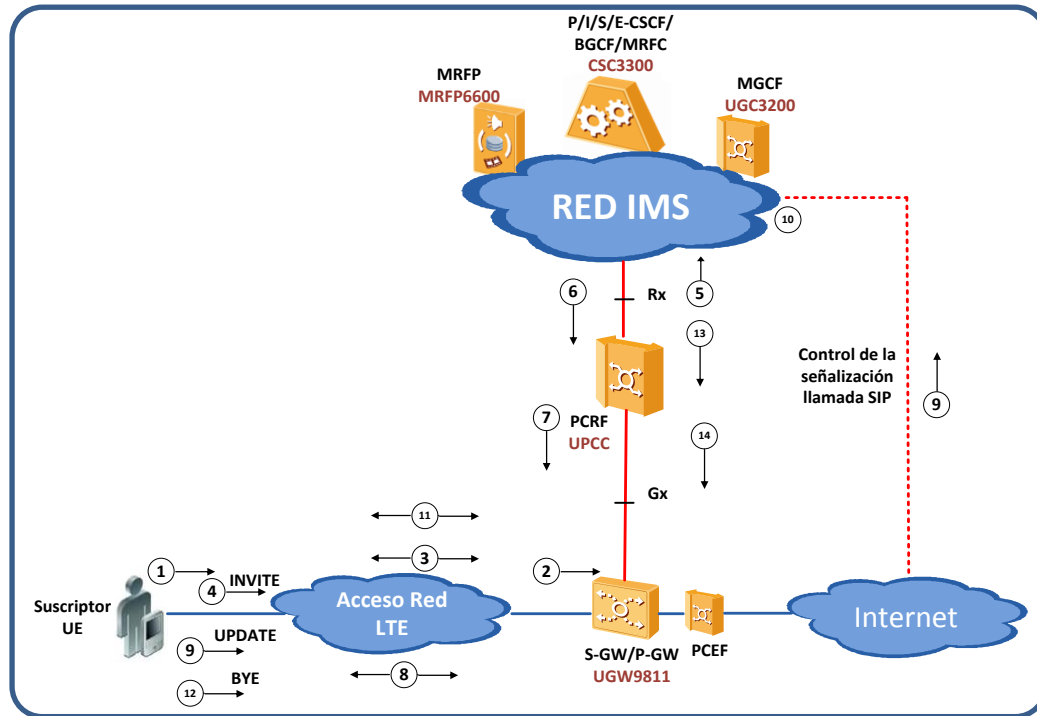 P/I/S/E-CSCF/
BGCF/MRFC
CSC3300
MRFP
MRFP6600
MGCF
UGC3200
RED IMS
10
6
Rx
5
13
Control de la
señalización
llamada SIP
9
7
PCRF
UPCC
14
Gx
11
3
1
2
4
INVITE
Suscriptor
UE
Acceso Red
LTE
Internet
9
UPDATE
S-GW/P-GW
UGW9811
PCEF
8
12
BYE